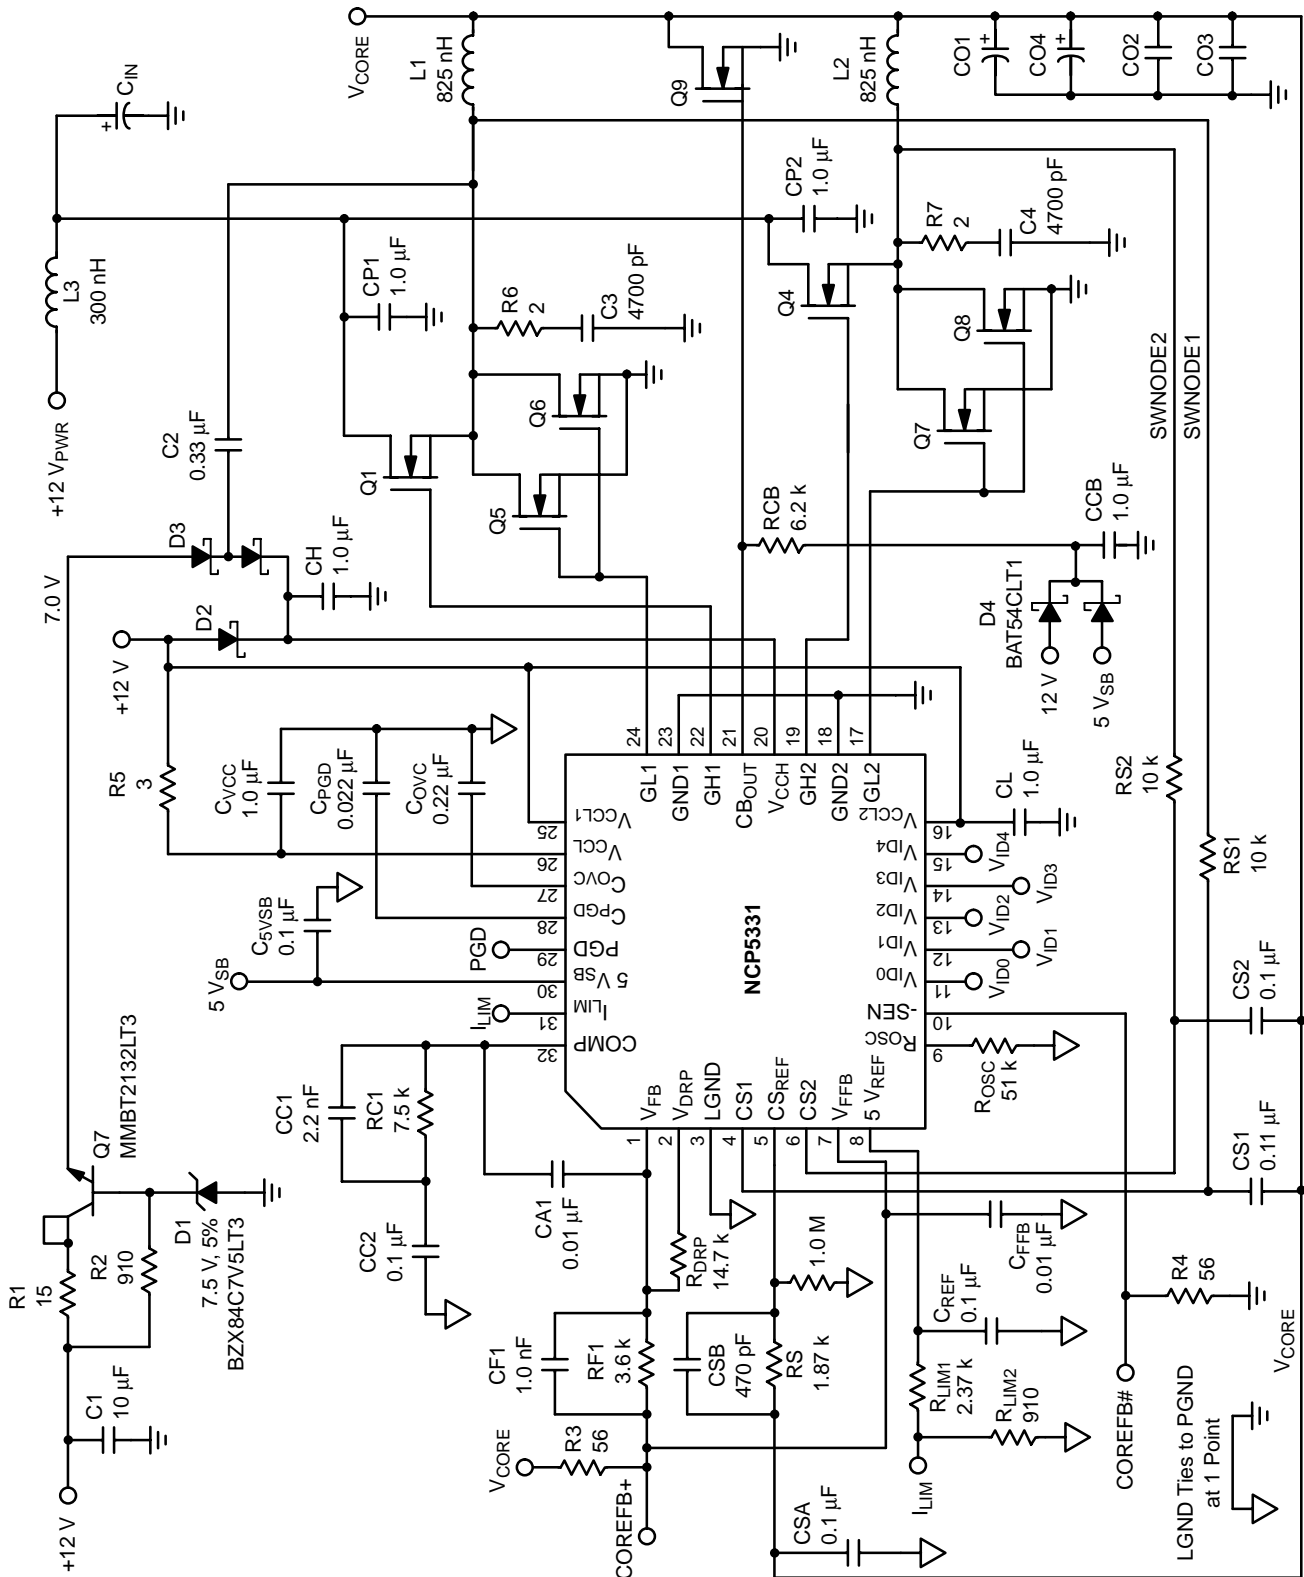 +12 V
C1
10 µF
R1
15
R2
910
Q7
MMBT2132LT3
D1
7.5 V, 5%
BZX84C7V5LT3
7.0 V
+12 V
D2
D3
CH
1.0 µF
C2
0.33 µF
+12 VPWR
L3
300 nH
+
CIN
5 VSB
C5VSB
0.1 µF
R5
3
CVCC
1.0 µF
CPGD
0.022 µF
COVC
0.22 µF
CC1
2.2 nF
RC1
7.5 k
CC2
0.1 µF
CA1
0.01 µF
ILIM
PGD
Q1
CP1
1.0 µF
Q5
Q6
R6
2
C3
4700 pF
VCORE
L1
825 nH
COMP
32
ILIM
31
5 VSB
30
PGD
29
CPGD
28
COVC
27
VCCL
26
VCCL1
25
NCP5331
VFB
1
VDRP
2
LGND
3
CS1
4
CSREF
5
CS2
6
VFFB
7
5 VREF
8
ROSC
9
-SEN
10
VID0
11
VID1
12
VID2
13
VID3
14
VID4
15
VCCL2
16
GL2
17
GND2
18
GH2
19
VCCH
20
CBOUT
21
GH1
22
GND1
23
GL1
24
VCORE
R3
56
COREFB+
CF1
1.0 nF
RF1
3.6 k
RDRP
14.7 k
CSB
470 pF
RS
1.87 k
1.0 M
CSA
0.1 µF
ILIM
RLIM1
2.37 k
RLIM2
910
CREF
0.1 µF
CFFB
0.01 µF
COREFB#
R4
56
ROSC
51 k
VID0
VID1
VID2
VID3
VID4
CL
1.0 µF
CS1
0.11 µF
CS2
0.1 µF
RS1
10 k
RS2
10 k
SWNODE2
SWNODE1
RCB
6.2 k
CCB
1.0 µF
D4
BAT54CLT1
12 V
5 VSB
Q9
Q4
CP2
1.0 µF
Q7
Q8
R7
2
C4
4700 pF
L2
825 nH
CO1
+
CO4
+
CO2
CO3
LGND Ties to PGND
at 1 Point
VCORE